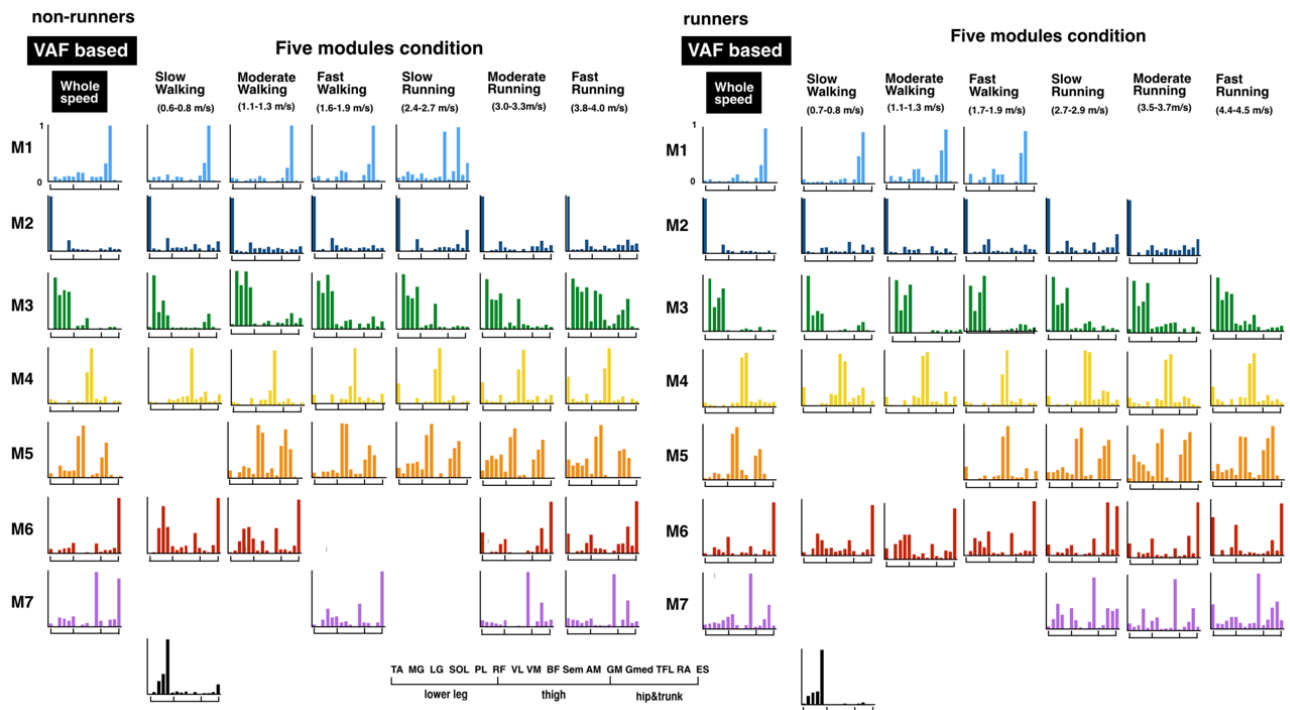 non-runners
VAF based
Five modules condition
Whole
speed
Slow
Walking
(0.6-0.8 m/s)
Moderate
Walking
(1.1-1.3 m/s)
Fast
Walking
(1.6-1.9 m/s)
Slow
Running
(2.4-2.7 m/s)
Moderate
Running
(3.0-3.3m/s)
Fast
Running
(3.8-4.0 m/s)
1
0
M1
M2
M3
M4
M5
M6
M7
runners
VAF based
Five modules condition
Whole
speed
Slow
Walking
(0.7-0.8 m/s)
Moderate
Walking
(1.1-1.3 m/s)
Fast
Walking
(1.7-1.9 m/s)
Slow
Running
(2.7-2.9 m/s)
Moderate
Running
(3.5-3.7m/s)
Fast
Running
(4.4-4.5 m/s)
1
0
M1
M2
M3
M4
M5
M6
M7
TA MG LG SOL PL RF VL VM BF Sem AM GM Gmed TFL RA ES
lower leg thigh hip&trunk